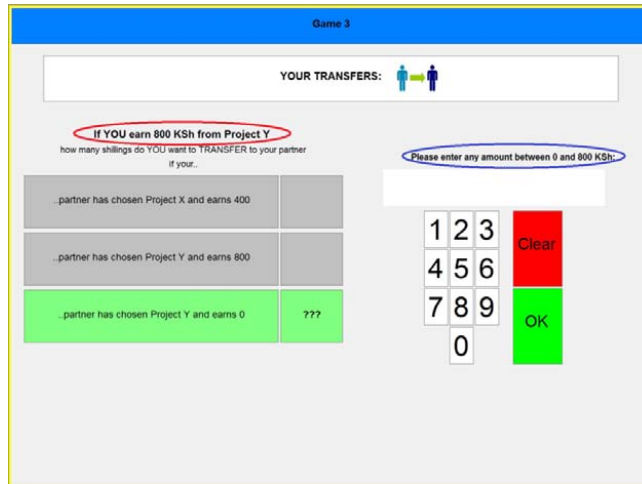 Game 3
YOUR TRANSFERS:
If YOU earn 800 KSh from Project Y
how many shillings do YOU want to TRANSFER to your partner
if your..
..partner has chosen Project X and earns 400
..partner has chosen Project Y and earns 800
..partner has chosen Project Y and earns 0
???
Please enter any amount between 0 and 800 KSh:
1 2 3
4 5 6
7 8 9
0
Clear
OK